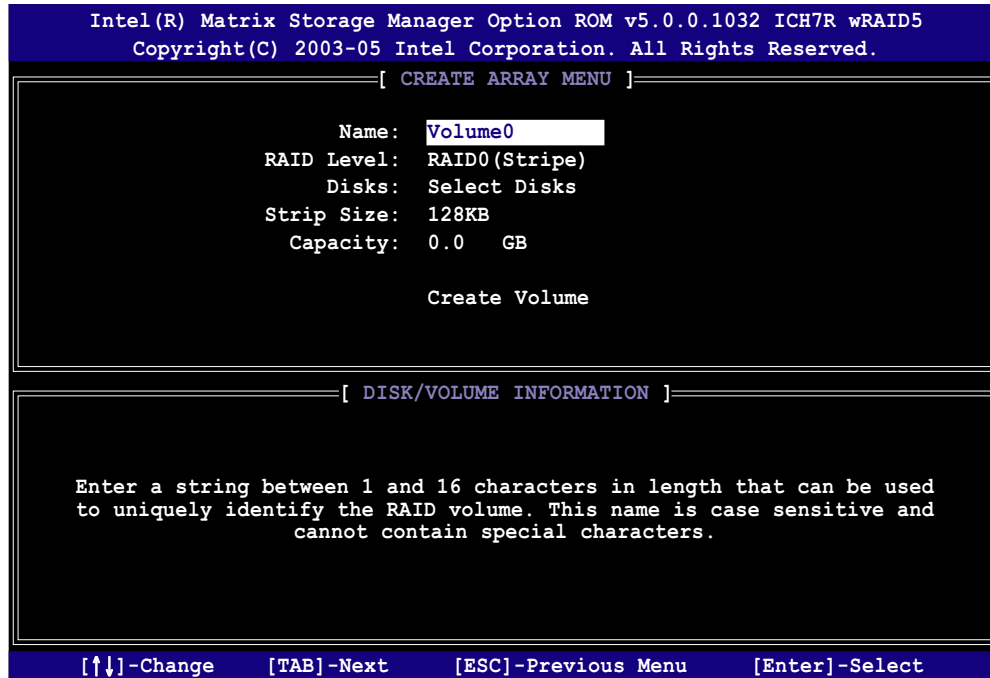 Intel(R) Matrix Storage Manager Option ROM v5.0.0.1032 ICH7R wRAID5
Copyright(C) 2003-05 Intel Corporation. All Rights Reserved.
[ CREATE ARRAY MENU ]
Name: Volume0
RAID Level: RAID0(Stripe)
Disks: Select Disks
Strip Size: 128KB
Capacity: 0.0 GB
Create Volume
[ DISK/VOLUME INFORMATION ]
Enter a string between 1 and 16 characters in length that can be used
to uniquely identify the RAID volume. This name is case sensitive and
cannot contain special characters.
[↑↓]-Change [TAB]-Next [ESC]-Previous Menu [Enter]-Select